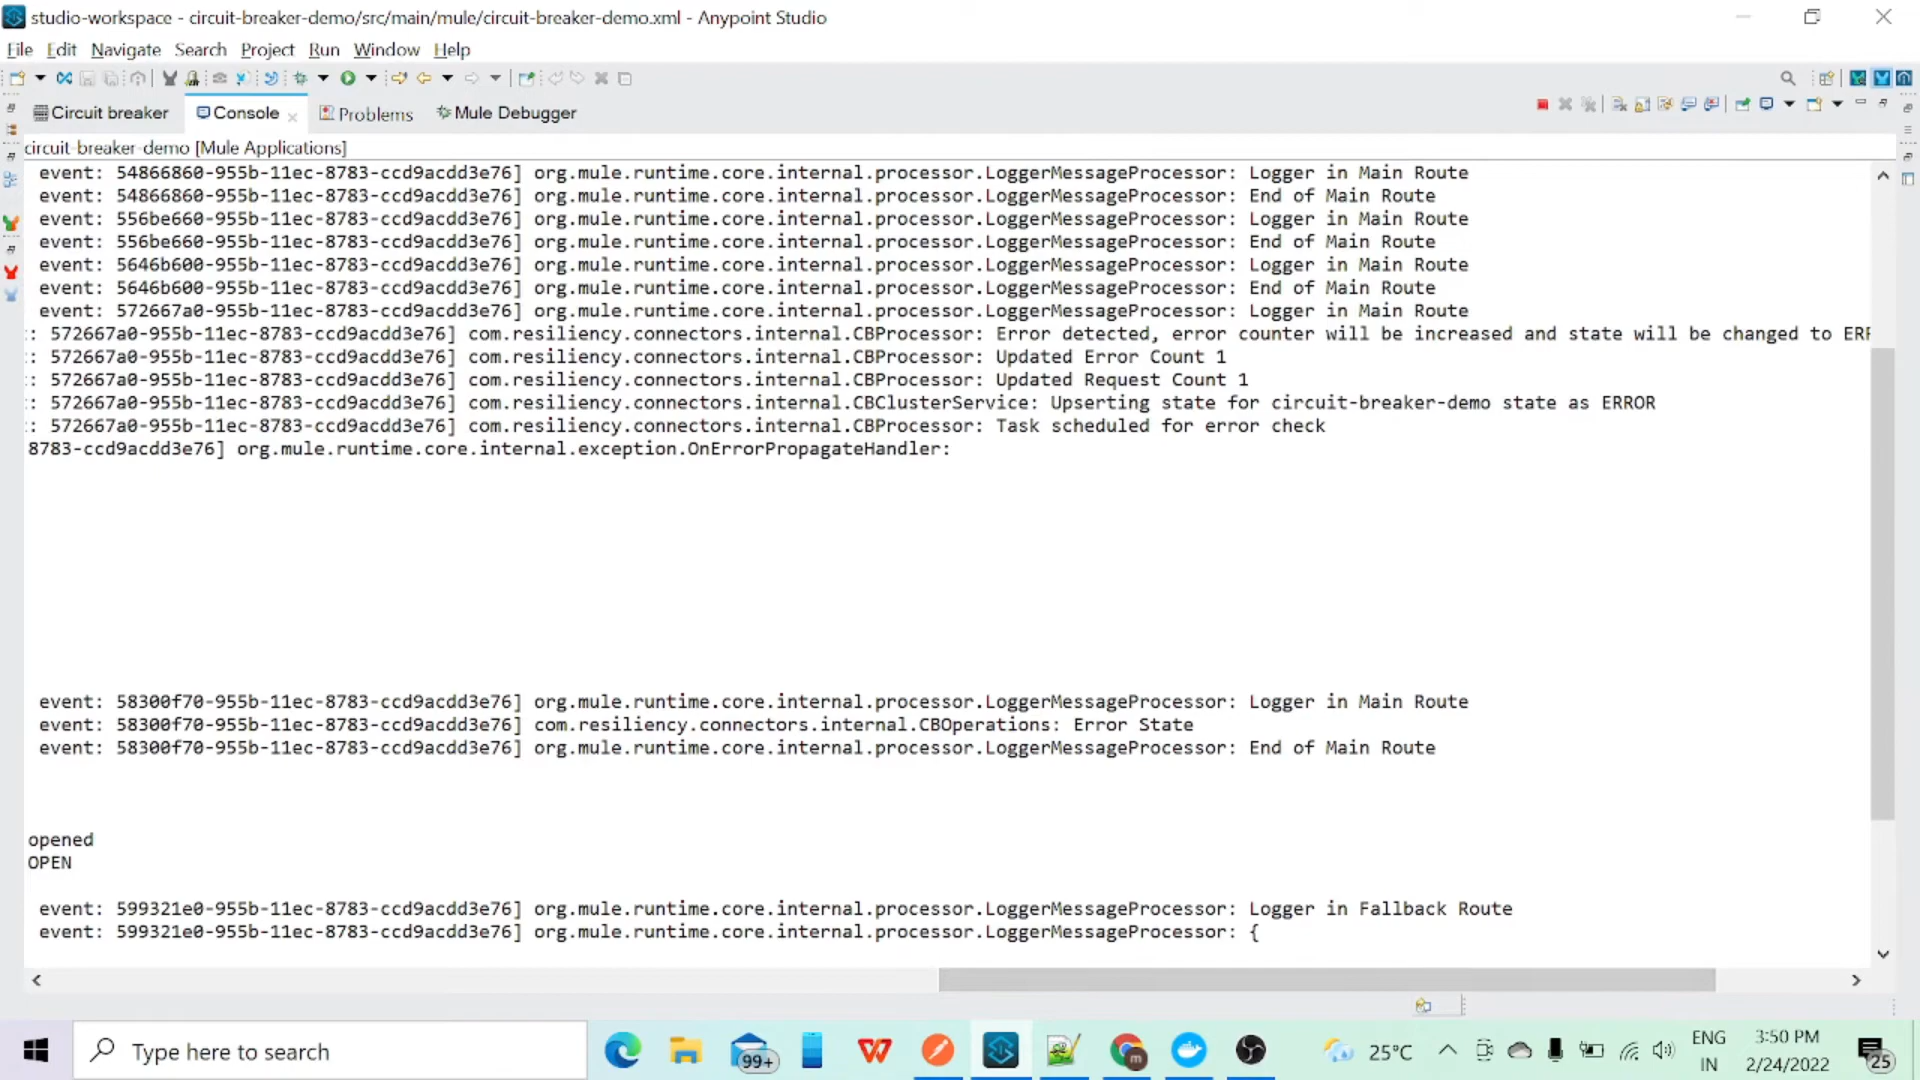 studio-workspace - circuit-breaker-demo/src/main/mule/circuit-breaker-demo.xml - Anypoint Studio
File Edit Navigate Search Project Run Window Help
Circuit breaker Console Problems Mule Debugger
circuit-breaker-demo [Mule Applications]
event: 54866860-955b-11ec-8783-ccd9acdd3e76] org.mule.runtime.core.internal.processor.LoggerMessageProcessor: Logger in Main Route
event: 54866860-955b-11ec-8783-ccd9acdd3e76] org.mule.runtime.core.internal.processor.LoggerMessageProcessor: End of Main Route
event: 556be660-955b-11ec-8783-ccd9acdd3e76] org.mule.runtime.core.internal.processor.LoggerMessageProcessor: Logger in Main Route
event: 556be660-955b-11ec-8783-ccd9acdd3e76] org.mule.runtime.core.internal.processor.LoggerMessageProcessor: End of Main Route
event: 5646b600-955b-11ec-8783-ccd9acdd3e76] org.mule.runtime.core.internal.processor.LoggerMessageProcessor: Logger in Main Route
event: 5646b600-955b-11ec-8783-ccd9acdd3e76] org.mule.runtime.core.internal.processor.LoggerMessageProcessor: End of Main Route
event: 572667a0-955b-11ec-8783-ccd9acdd3e76] org.mule.runtime.core.internal.processor.LoggerMessageProcessor: Logger in Main Route
: 572667a0-955b-11ec-8783-ccd9acdd3e76] com.resiliency.connectors.internal.CBProcessor: Error detected, error counter will be increased and state will be changed to ERR
: 572667a0-955b-11ec-8783-ccd9acdd3e76] com.resiliency.connectors.internal.CBProcessor: Updated Error Count 1
: 572667a0-955b-11ec-8783-ccd9acdd3e76] com.resiliency.connectors.internal.CBProcessor: Updated Request Count 1
: 572667a0-955b-11ec-8783-ccd9acdd3e76] com.resiliency.connectors.internal.CBClusterService: Upserting state for circuit-breaker-demo state as ERROR
: 572667a0-955b-11ec-8783-ccd9acdd3e76] com.resiliency.connectors.internal.CBProcessor: Task scheduled for error check
8783-ccd9acdd3e76] org.mule.runtime.core.internal.exception.OnErrorPropagateHandler:
event: 58300f70-955b-11ec-8783-ccd9acdd3e76] org.mule.runtime.core.internal.processor.LoggerMessageProcessor: Logger in Main Route
event: 58300f70-955b-11ec-8783-ccd9acdd3e76] com.resiliency.connectors.internal.CBOperations: Error State
event: 58300f70-955b-11ec-8783-ccd9acdd3e76] org.mule.runtime.core.internal.processor.LoggerMessageProcessor: End of Main Route
opened
OPEN
event: 599321e0-955b-11ec-8783-ccd9acdd3e76] org.mule.runtime.core.internal.processor.LoggerMessageProcessor: Logger in Fallback Route
event: 599321e0-955b-11ec-8783-ccd9acdd3e76] org.mule.runtime.core.internal.processor.LoggerMessageProcessor: {
Type here to search
99+
m
25°C
ENG
IN
3:50 PM
2/24/2022
25